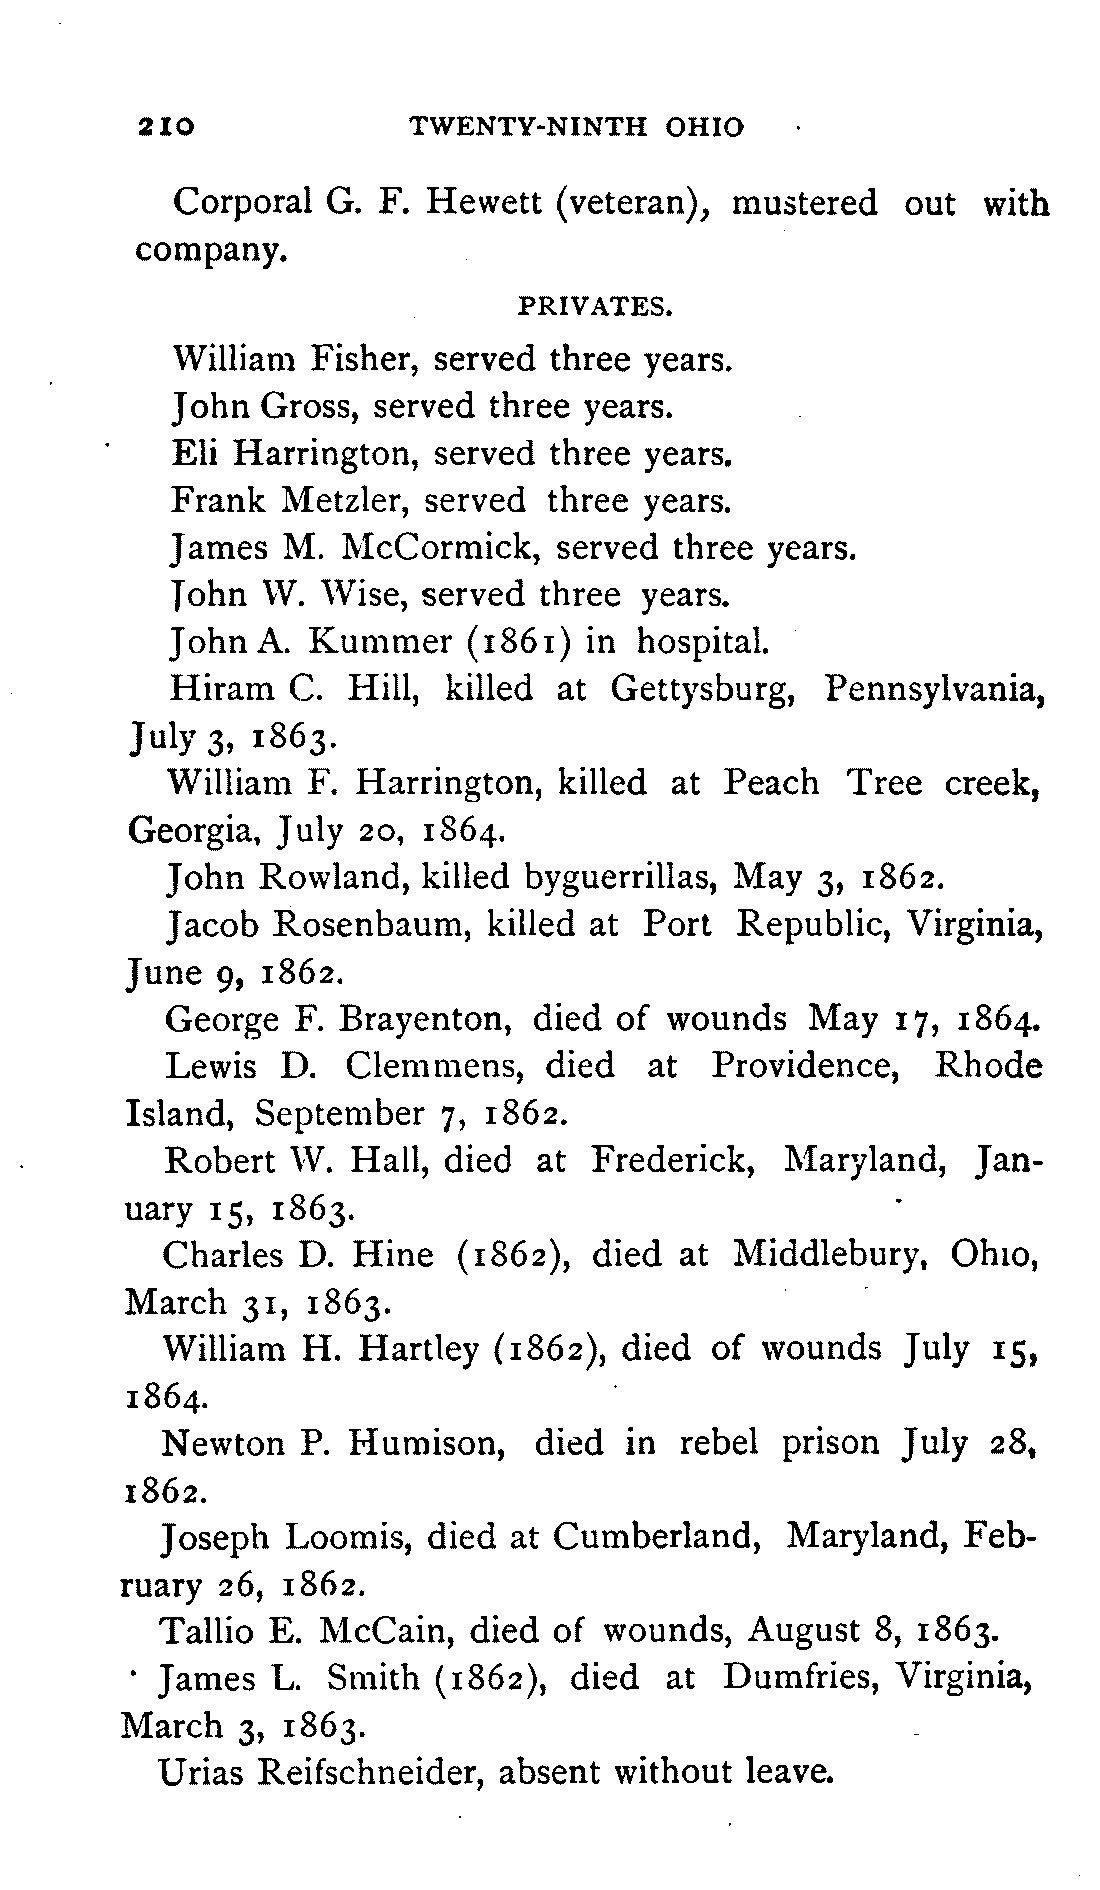 210 TWENTY-NINTH OHIO
Corporal G. F. Hewett (veteran), mustered out with
company.
PRIVATES.
William Fisher, served three years.
John Gross, served three years.
Eli Harrington, served three years.
Frank Metzler, served three years.
James M. McCormick, served three years.
John W. Wise, served three years.
John A. Kummer (1861) in hospital.
Hiram C. Hill, killed at Gettysburg, Pennsylvania,
July 3, 1863.
William F. Harrington, killed at Peach Tree creek,
Georgia, July 20, 1864.
John Rowland, killed byguerrillas, May 3, 1862.
Jacob Rosenbaum, killed at Port Republic, Virginia,
June 9, 1862.
George F. Brayenton, died of wounds May 17, 1864.
Lewis D. Clemmens, died at Providence, Rhode
Island, September 7, 1862.
Robert W. Hall, died at Frederick, Maryland, Jan-
uary 15, 1863.
Charles D. Hine (1862), died at Middlebury, Ohio,
March 31, 1863.
William H. Hartley (1862), died of wounds July 15,
1864.
Newton P. Humison, died in rebel prison July 28,
1862.
Joseph Loomis, died at Cumberland, Maryland, Feb-
ruary 26, 1862.
Tallio E. McCain, died of wounds, August 8, 1863.
James L. Smith (1862), died at Dumfries, Virginia,
March 3, 1863.
Urias Reifschneider, absent without leave.